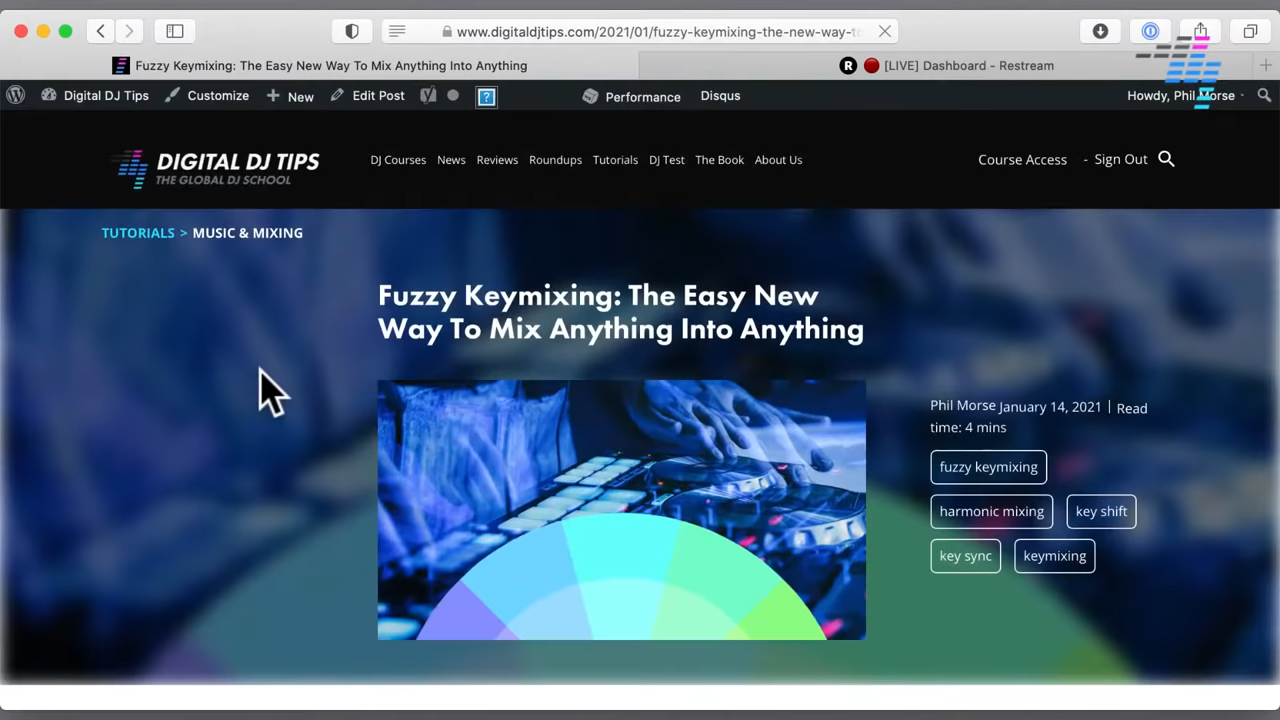 www.digitaldjtips.com/2021/01/fuzzy-keymixing-the-new-way-to
Fuzzy Keymixing: The Easy New Way To Mix Anything Into Anything
R [LIVE] Dashboard - Restream
Digital DJ Tips Customize New Edit Post ? Performance Disqus Howdy, Phil Morse
DIGITAL DJ TIPS
THE GLOBAL DJ SCHOOL
DJ Courses News Reviews Roundups Tutorials DJ Test The Book About Us
Course Access - Sign Out
TUTORIALS > MUSIC & MIXING
Fuzzy Keymixing: The Easy New
Way To Mix Anything Into Anything
Phil Morse January 14, 2021 | Read
time: 4 mins
fuzzy keymixing
harmonic mixing key shift
key sync keymixing